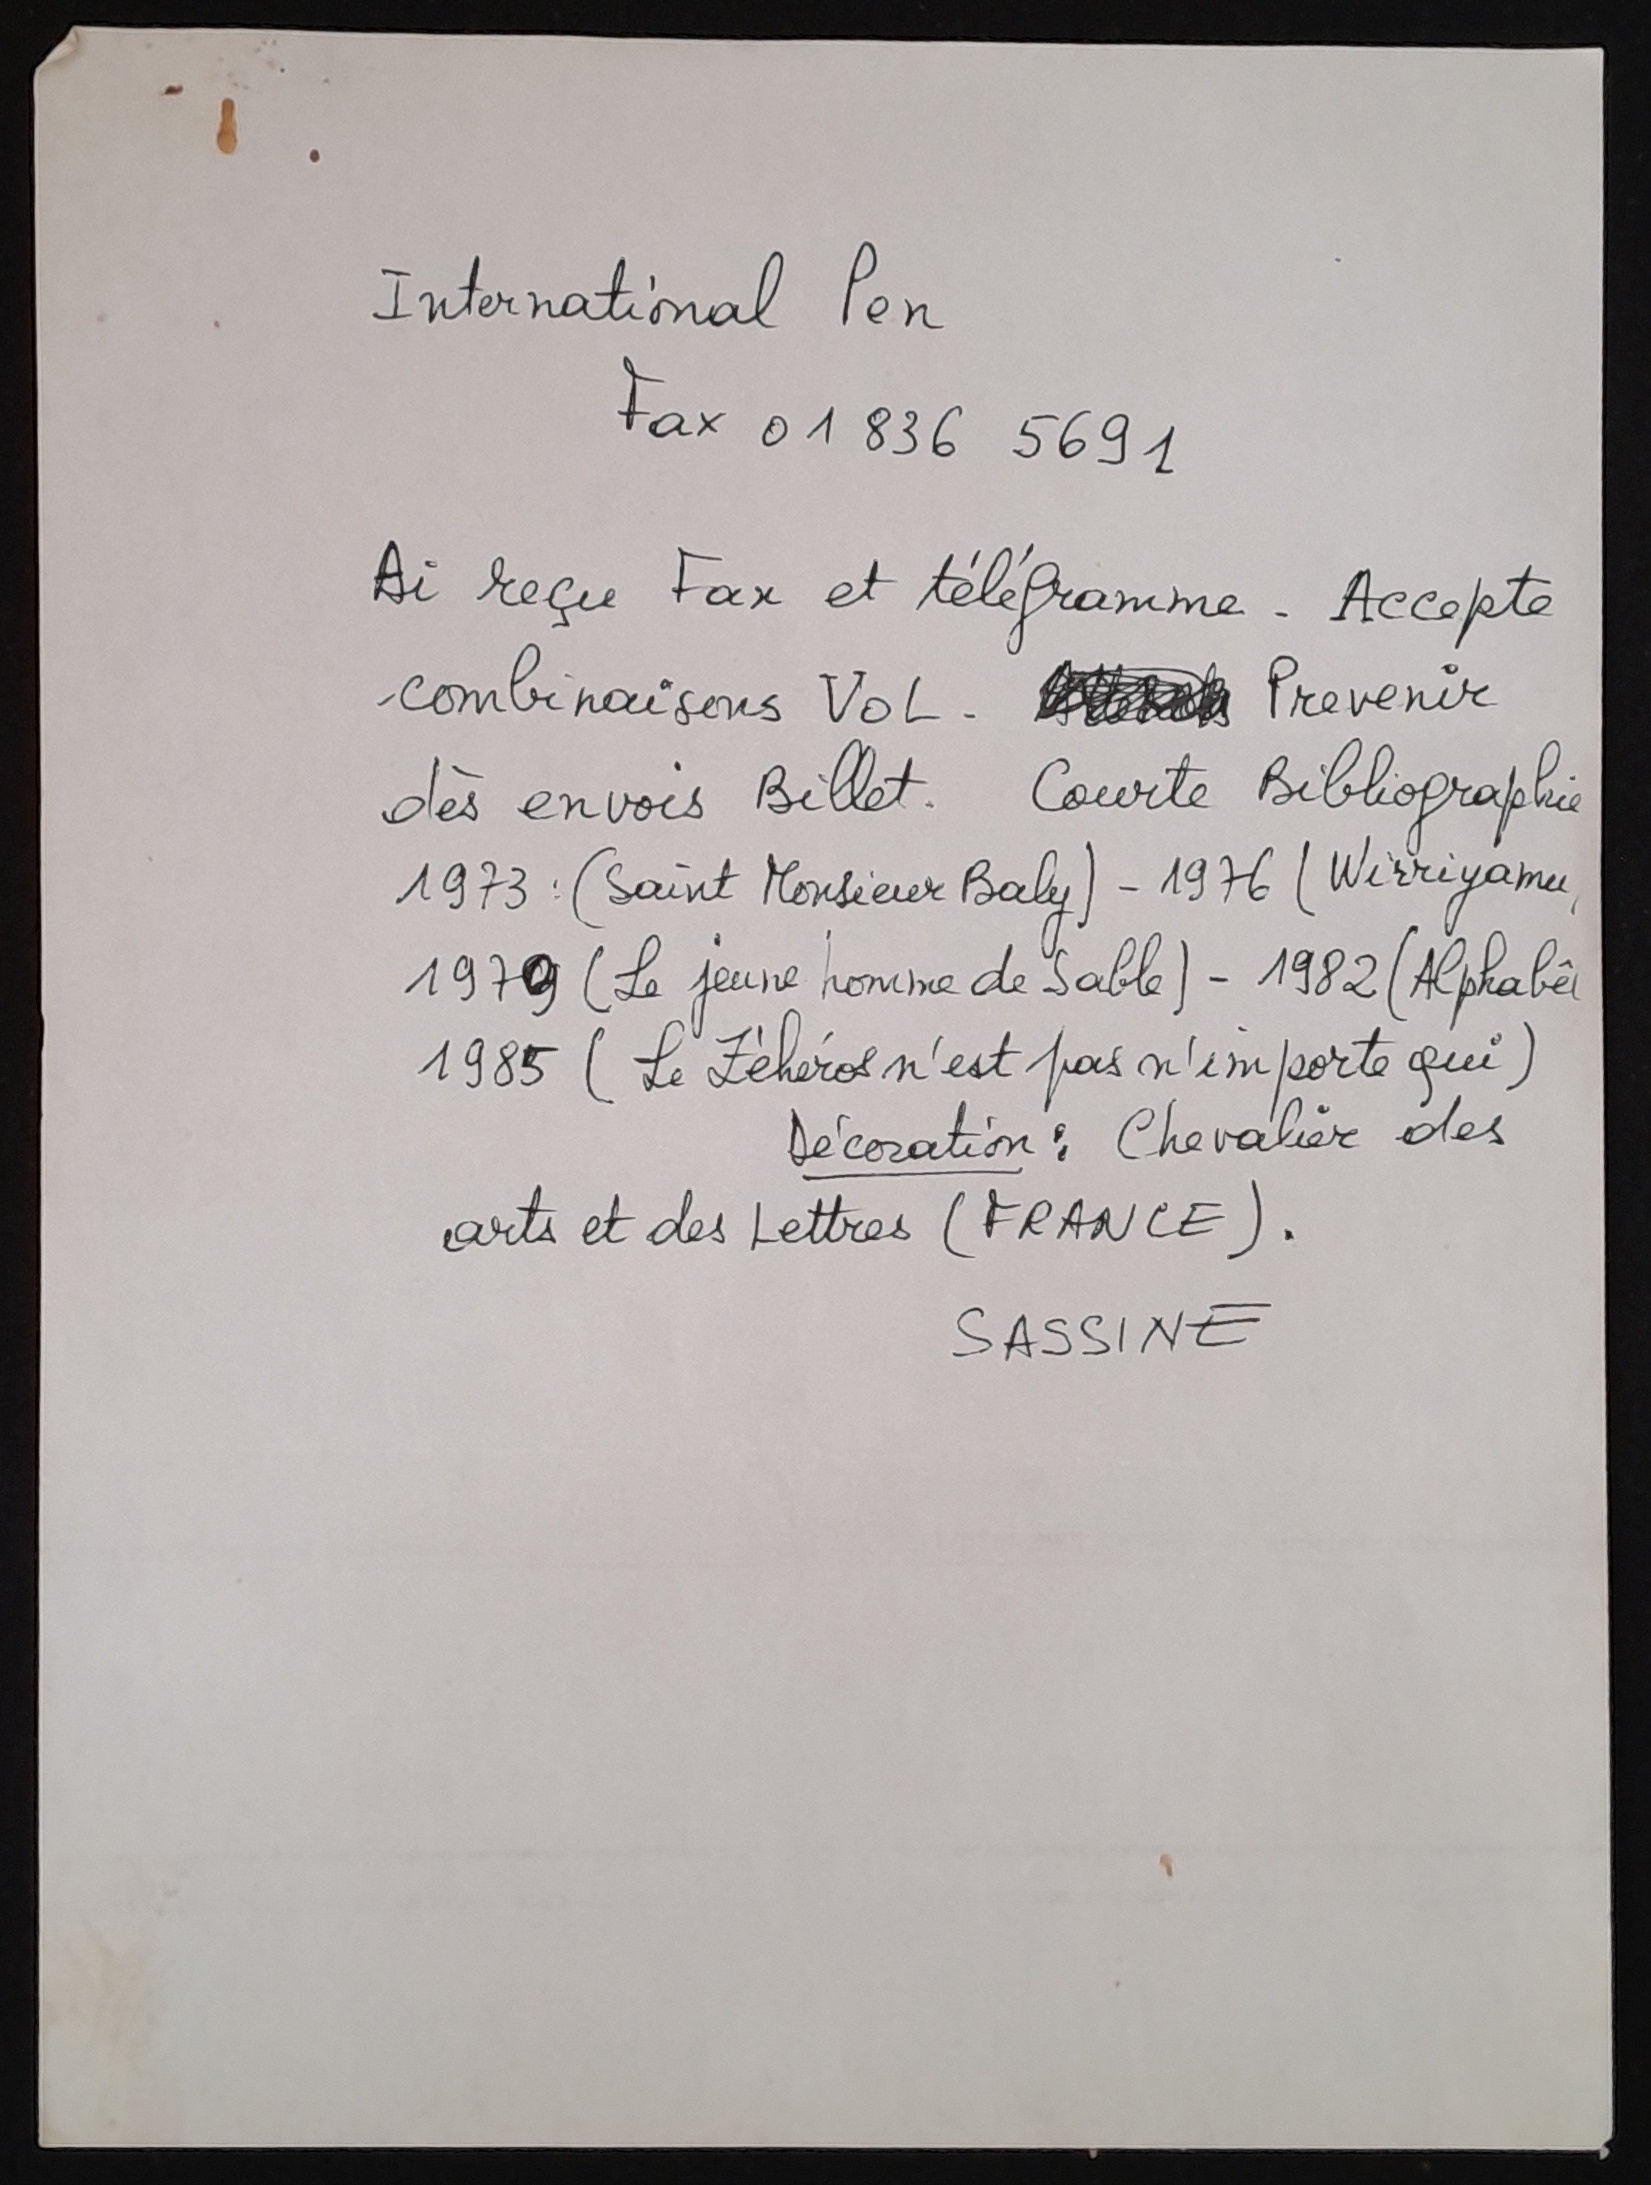 International Pen
Fax 01 836 5691
Ai reçu Fax et télégramme - Accepte
combinaisons VoL - Prevenir
dès envois Billet. Courte Bibliographie
1973 : (Saint Monsieur Baly) - 1976 (Wirriyamu,
1979 (Le jeune homme de Sable) - 1982 (Alphabê
1985 (Le Zéhéros n'est pas n'importe qui)
Décoration : Chevalier des
arts et des Lettres (FRANCE).
SASSINE